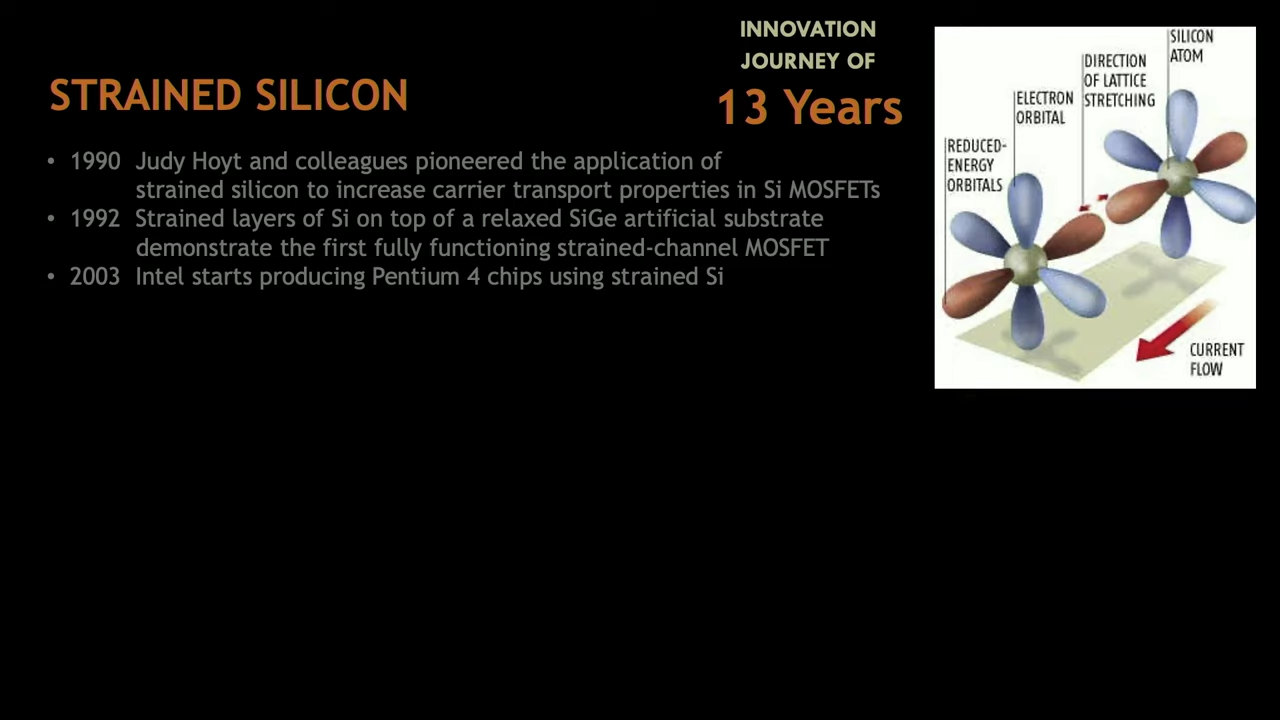 INNOVATION
JOURNEY OF
13 Years
STRAINED SILICON
• 1990 Judy Hoyt and colleagues pioneered the application of
strained silicon to increase carrier transport properties in Si MOSFETs
• 1992 Strained layers of Si on top of a relaxed SiGe artificial substrate
demonstrate the first fully functioning strained-channel MOSFET
• 2003 Intel starts producing Pentium 4 chips using strained Si
SILICON
ATOM
DIRECTION
OF LATTICE
STRETCHING
ELECTRON
ORBITAL
REDUCED-
ENERGY
ORBITALS
CURRENT
FLOW